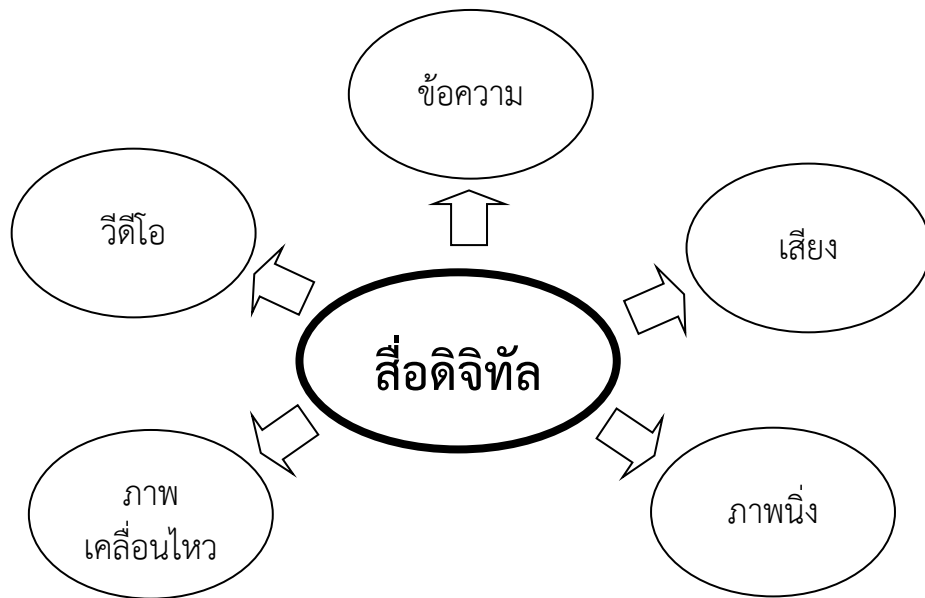 ข้อความ
วีดีโอ
เสียง
สื่อดิจิทัล
ภาพ
เคลื่อนไหว
ภาพนิ่ง